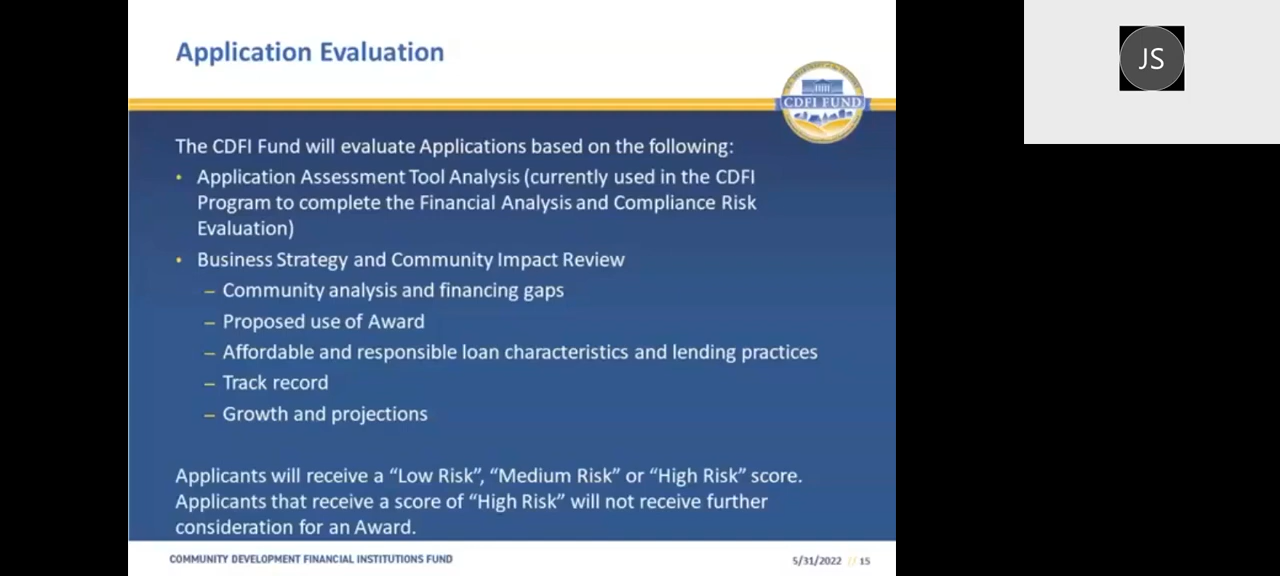 Application Evaluation
CDFI FUND
JS
The CDFI Fund will evaluate Applications based on the following:
• Application Assessment Tool Analysis (currently used in the CDFI
Program to complete the Financial Analysis and Compliance Risk
Evaluation)
• Business Strategy and Community Impact Review
– Community analysis and financing gaps
– Proposed use of Award
– Affordable and responsible loan characteristics and lending practices
– Track record
– Growth and projections
Applicants will receive a “Low Risk”, “Medium Risk” or “High Risk” score.
Applicants that receive a score of “High Risk” will not receive further
consideration for an Award.
COMMUNITY DEVELOPMENT FINANCIAL INSTITUTIONS FUND
5/31/2022 // 15